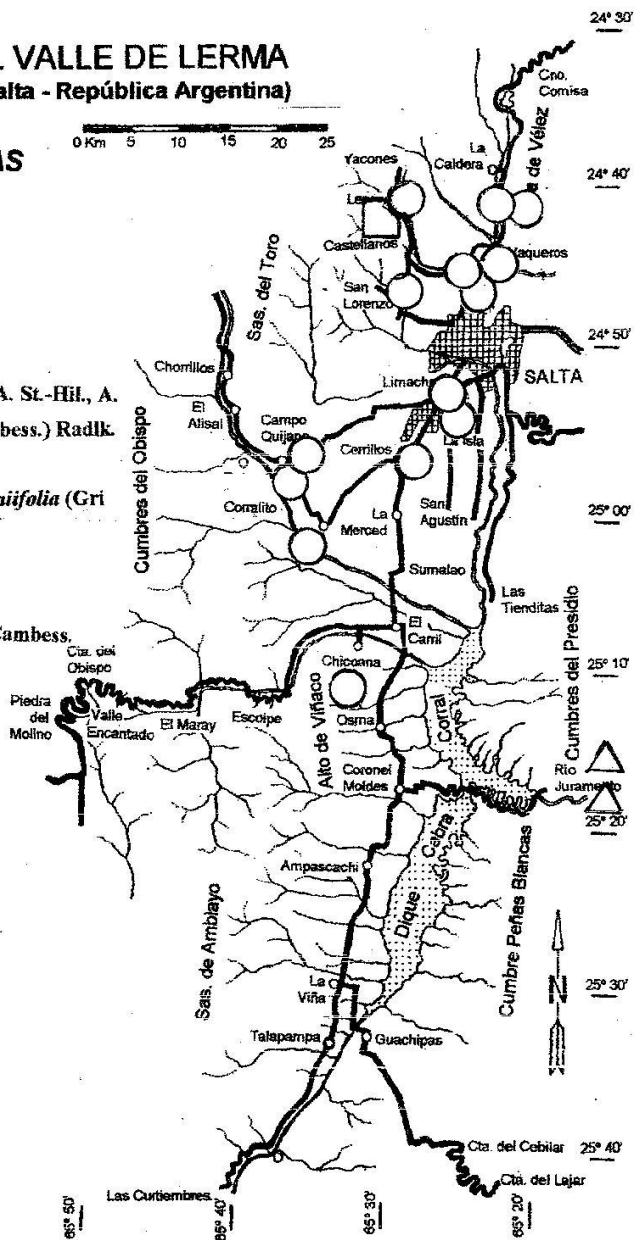 24° 30'
L VALLE DE LERMA
alta - República Argentina)
Cno.
Cornisa
0 Km 5 10 15 20 25
AS
La
Caldera
de Vélez
Yacones
24° 40'
Les
Castellanos
Vaqueros
Sas. del Toro
San
Lorenzo
24° 50'
Chorrillos
SALTA
A. St.-Hil., A.
Limach
El
Alisal
bess.) Radlk.
Campo
Quijano
La Isla
Cerrillos
Cumbres del Obispo
niifolia (Gri
Corralito
San
Agustín
25° 00'
La
Merced
Sumalao
Las
Tienditas
Cambess.
El
Carril
Cta. del
Obispo
Chicoana
Cumbres del Presidio
25° 10'
Piedra
del
Molino
Valle
Encantado
El Maray
Escoipe
Alto de Viñaco
Osma
Corral
Coronel
Moldes
Río
Juramento
25° 20'
Cabra
Ampascachi
Sas. de Amblayo
Dique
Cumbre Peñas Blancas
La
Viña
N
25° 30'
Talapampa
Guachipas
Cta. del Cebilar
25° 40'
Cta. del Lajar
Las Curtiembres
65° 50'
65° 40'
65° 30'
65° 20'